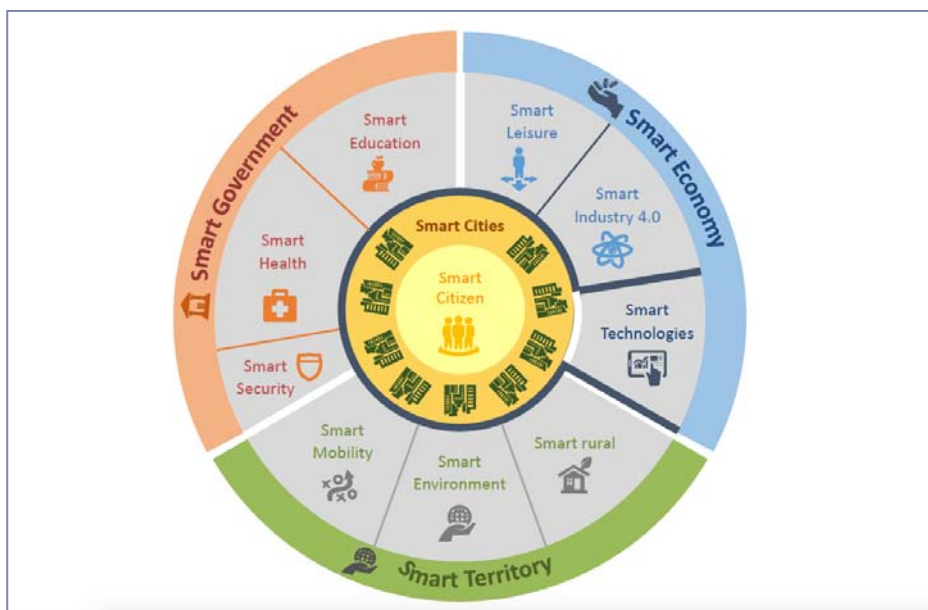 Smart Government
Smart
Education
Smart
Health
Smart
Security
Smart Economy
Smart
Leisure
Smart
Industry 4.0
Smart
Technologies
Smart Cities
Smart
Citizen
Smart
Mobility
Smart
Environment
Smart rural
Smart Territory